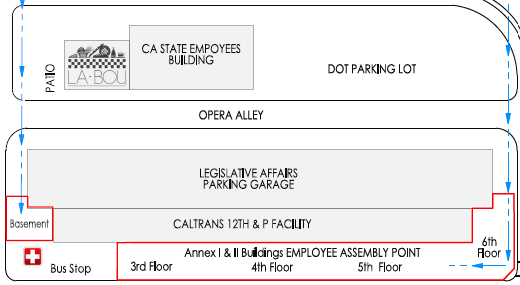 CA STATE EMPOYEES
BUILDING
PATIO
LA·BOU
DOT PARKING LOT
OPERA ALLEY
LEGISLATIVE AFFAIRS
PARKING GARAGE
Basement
CALTRANS 12TH & P FACILITY
Annex I & II Buildings EMPLOYEE ASSEMBLY POINT
6th
Floor
Bus Stop
3rd Floor
4th Floor
5th Floor